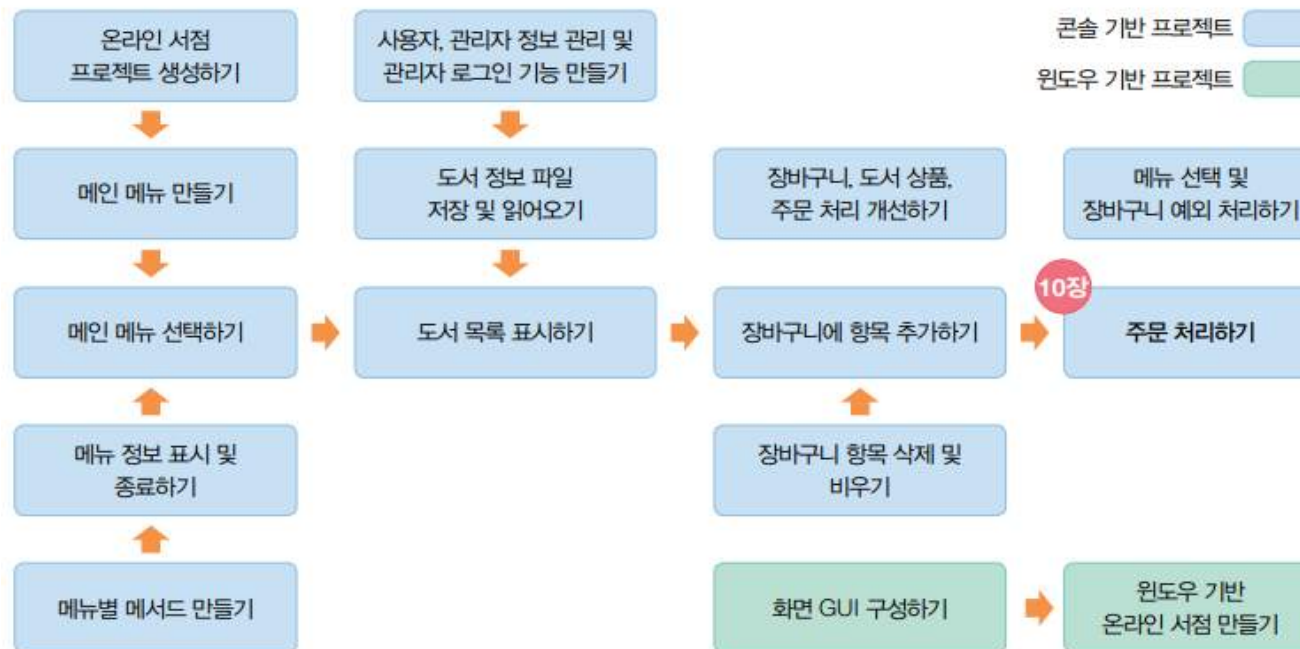 온라인 서점
프로젝트 생성하기
사용자, 관리자 정보 관리 및
관리자 로그인 기능 만들기
콘솔 기반 프로젝트
윈도우 기반 프로젝트
메인 메뉴 만들기
도서 정보 파일
저장 및 읽어오기
장바구니, 도서 상품,
주문 처리 개선하기
메뉴 선택 및
장바구니 예외 처리하기
메인 메뉴 선택하기
도서 목록 표시하기
장바구니에 항목 추가하기
10장
주문 처리하기
메뉴 정보 표시 및
종료하기
장바구니 항목 삭제 및
비우기
메뉴별 메서드 만들기
화면 GUI 구성하기
윈도우 기반
온라인 서점 만들기